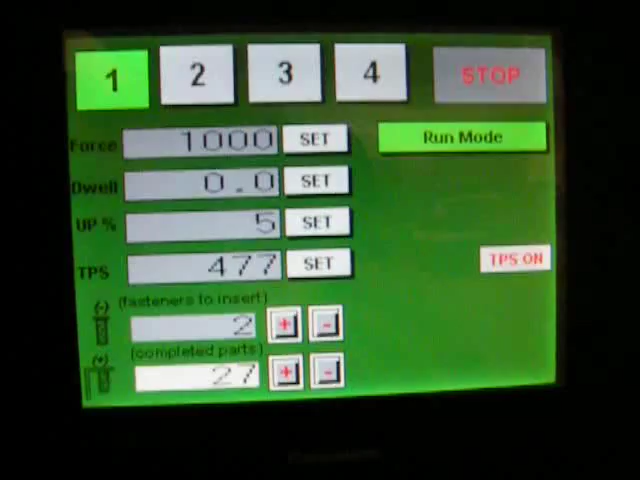 1 2 3 4 STOP
Force 1000 SET Run Mode
Dwell 0.0 SET
UP % 5 SET
TPS 477 SET TPS ON
(-) (fasteners to insert)
2 + -
(+) (completed parts)
27 + -